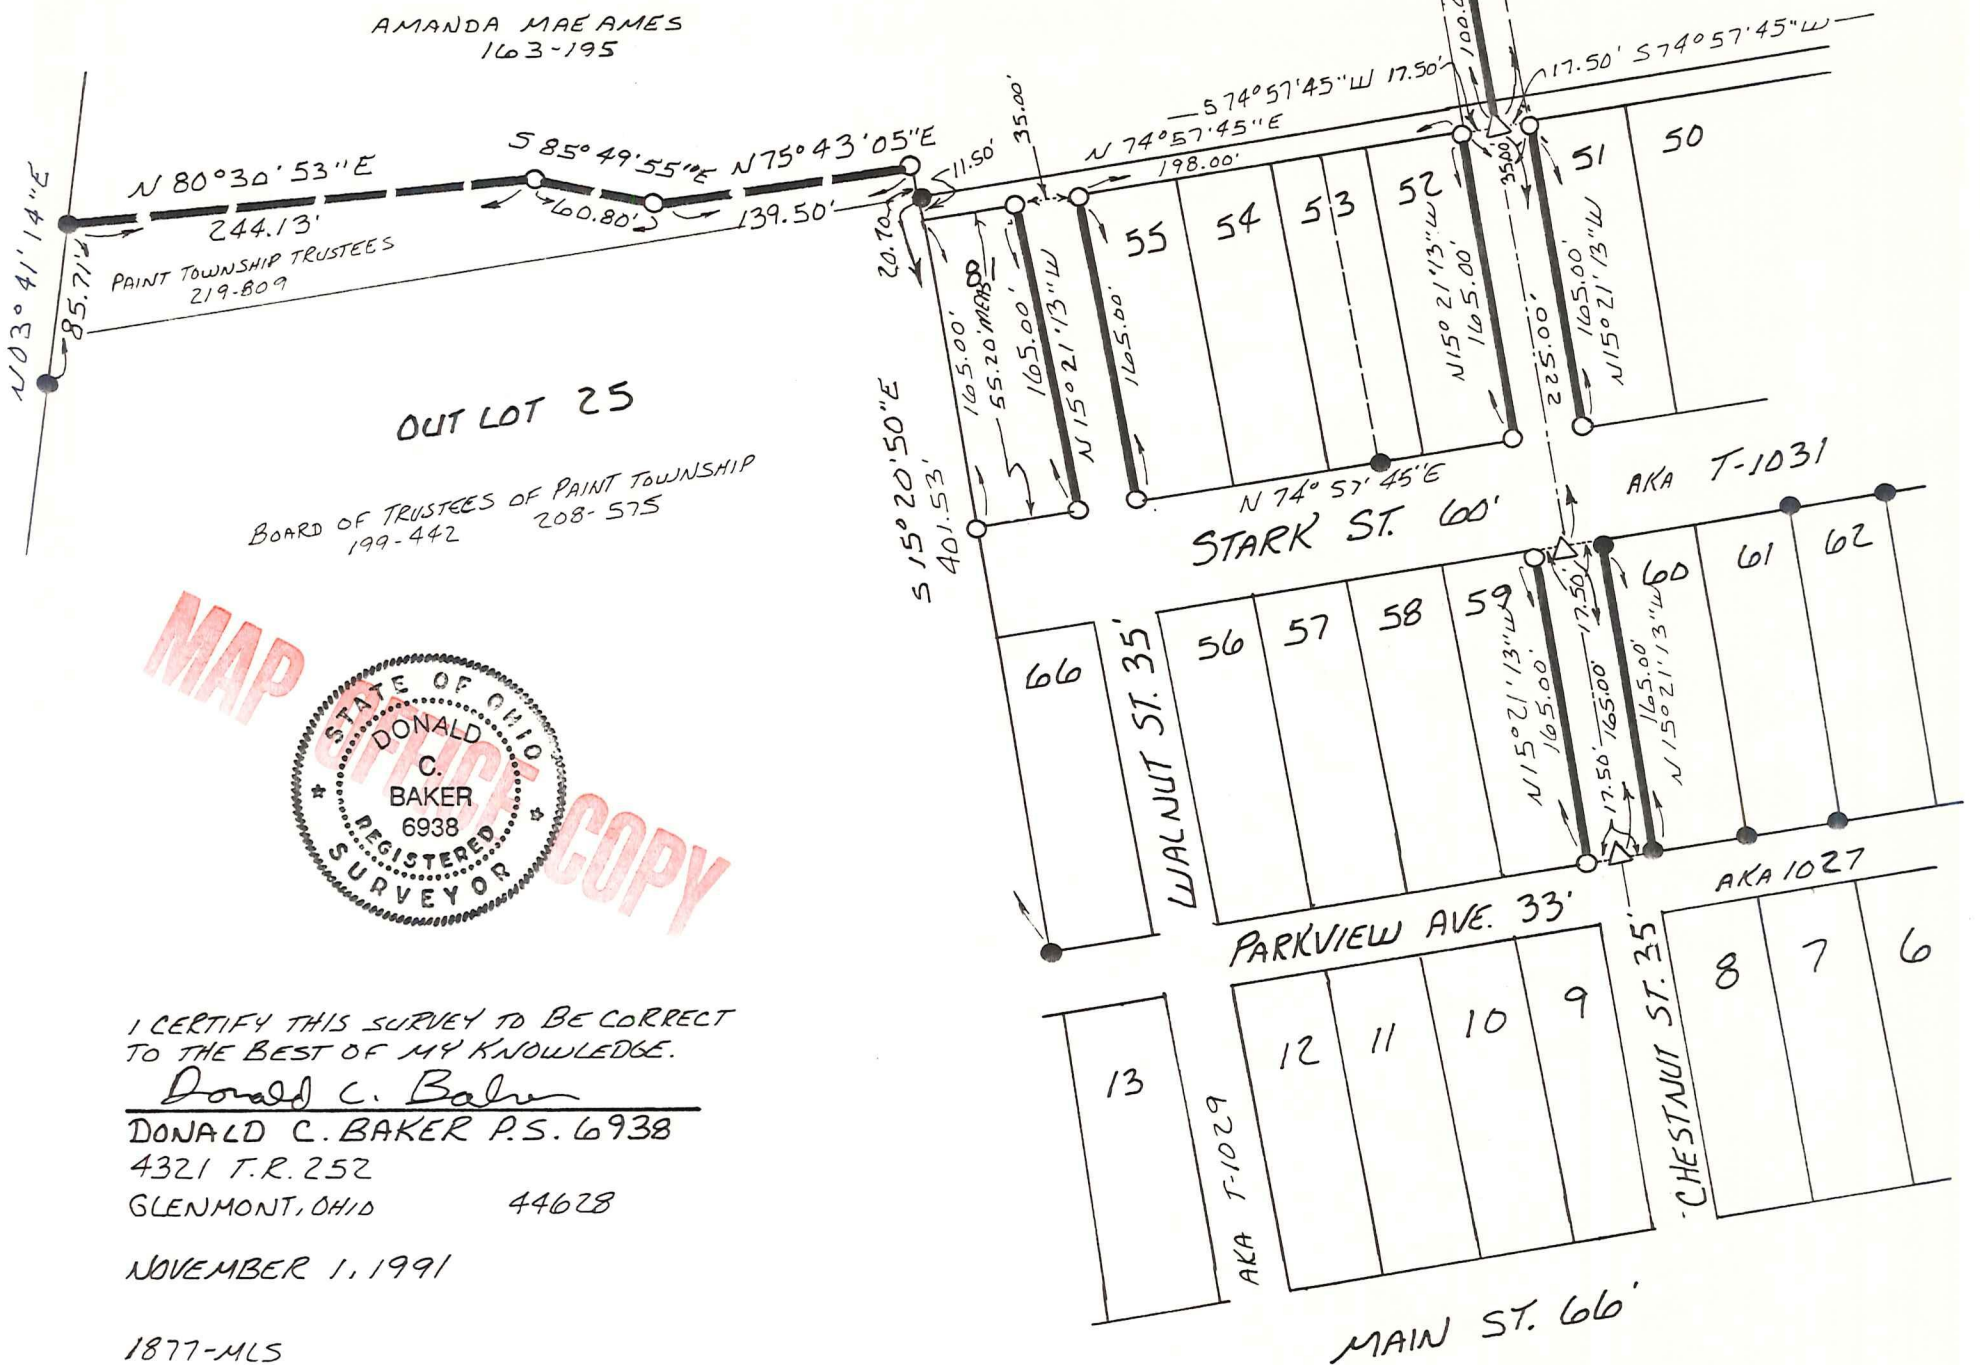 AMANDA MAE AMES
163-195
N 03° 41' 14" E
85.71'
N 80° 30' 53" E
244.13'
S 85° 49' 55" E
60.80'
N 75° 43' 05" E
139.50'
PAINT TOWNSHIP TRUSTEES
219-809
20.70
11.50'
35.00'
N 74° 57' 45" E
198.00'
S 74° 57' 45" W 17.50'
17.50' S 74° 57' 45" W
35.00
55
54
53
52
51
50
8
165.00'
55.20' MEAS
165.00'
N 15° 21' 13" W
165.00'
N 15° 21' 13" W
165.00'
225.00'
165.00'
N 15° 21' 13" W
OUT LOT 25
BOARD OF TRUSTEES OF PAINT TOWNSHIP
199-442 208-575
S 15° 20' 50" E
401.53'
N 74° 57' 45" E
STARK ST. 60'
AKA T-1031
66
WALNUT ST. 35'
56
57
58
59
60
61
62
N 15° 21' 13" W
165.00'
17.50'
165.00'
17.50'
165.00'
N 15° 21' 13" W
PARKVIEW AVE. 33'
AKA 1027
13
AKA T-1029
12
11
10
9
CHESTNUT ST. 35'
8
7
6
MAIN ST. 66'
MAP OFFICE COPY
STATE OF OHIO
DONALD
C.
BAKER
6938
REGISTERED
SURVEYOR
I CERTIFY THIS SURVEY TO BE CORRECT
TO THE BEST OF MY KNOWLEDGE.
Donald C. Baker
DONALD C. BAKER P.S. 6938
4321 T.R. 252
GLENMONT, OHIO 44628
NOVEMBER 1, 1991
1877-MLS